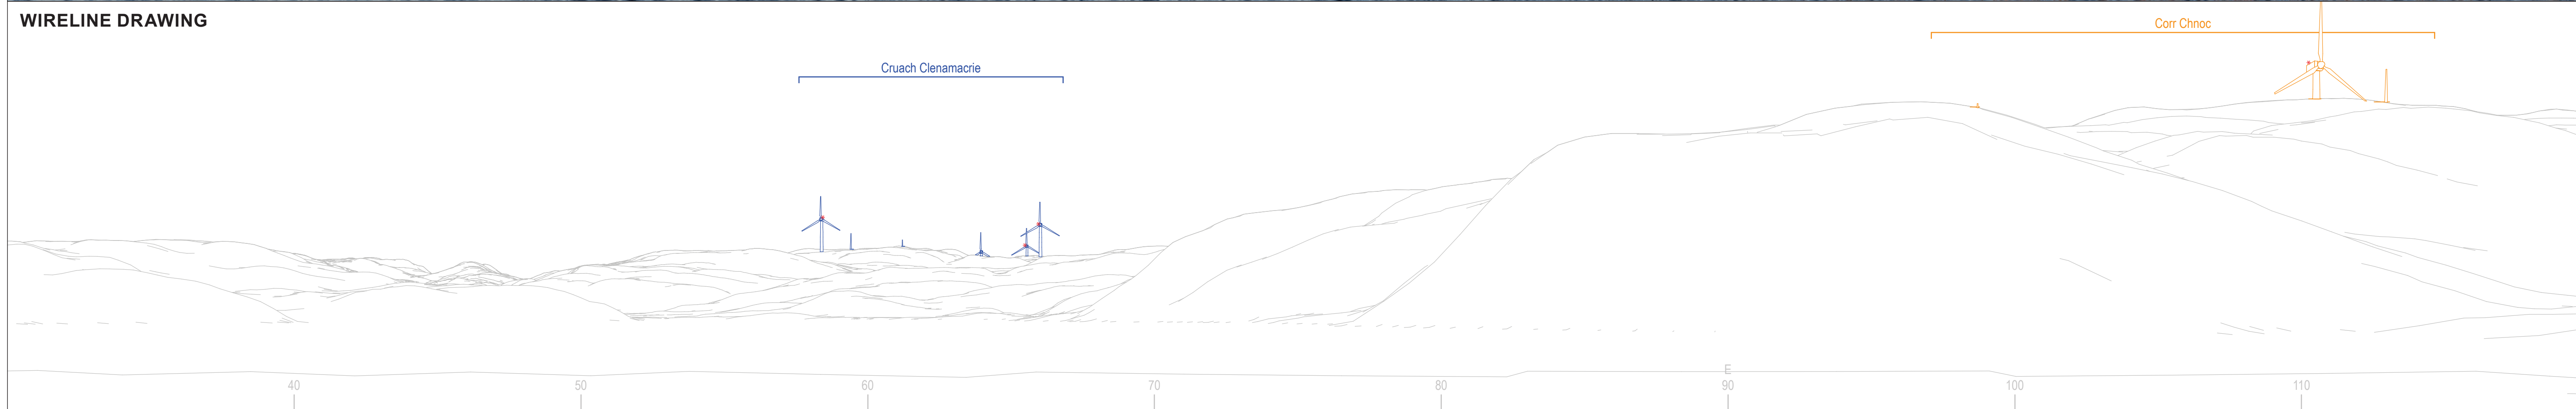 WIRELINE DRAWING
Corr Chnoc
Cruach Clenamacrie
E
40 50 60 70 80 90 100 110